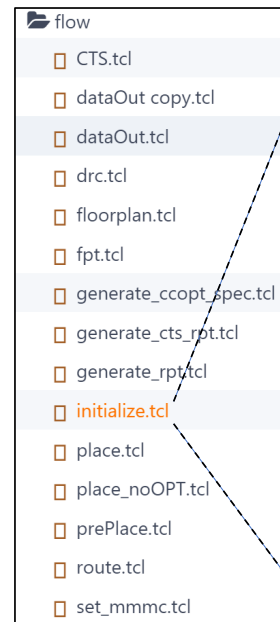 flow
CTS.tcl
dataOut copy.tcl
dataOut.tcl
drc.tcl
floorplan.tcl
fpt.tcl
generate_ccopt_spec.tcl
generate_cts_rpt.tcl
generate_rpt.tcl
initialize.tcl
place.tcl
place_noOPT.tcl
prePlace.tcl
route.tcl
set_mmmc.tcl